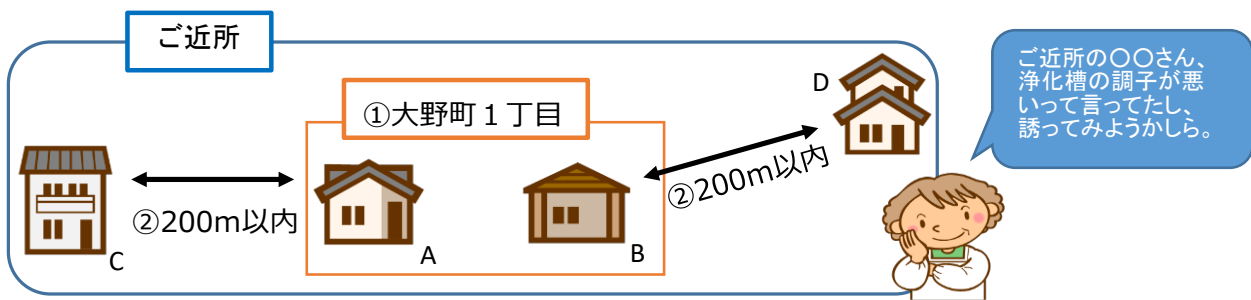 ご近所
①大野町１丁目
②200m以内
②200m以内
A
B
C
D
ご近所の〇〇さん、
浄化槽の調子が悪
いって言ってたし、
誘ってみようかしら。